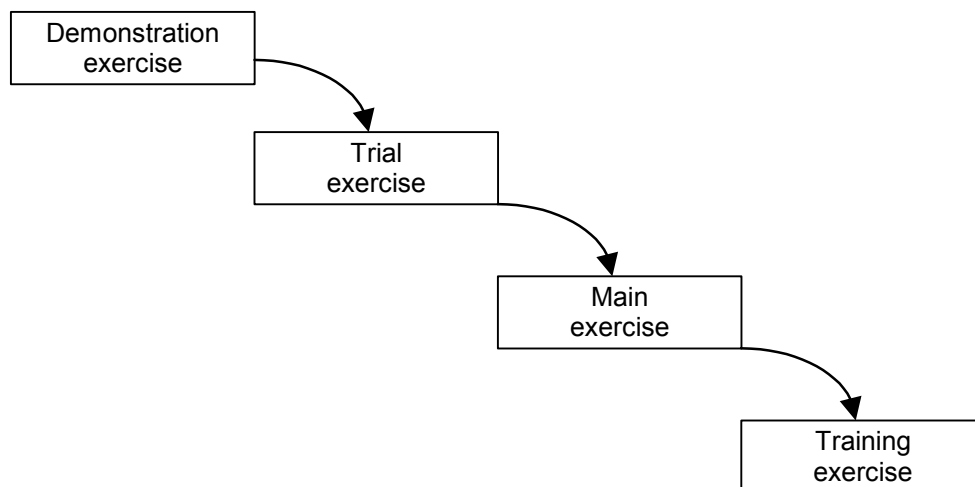 Demonstration
exercise
Trial
exercise
Main
exercise
Training
exercise